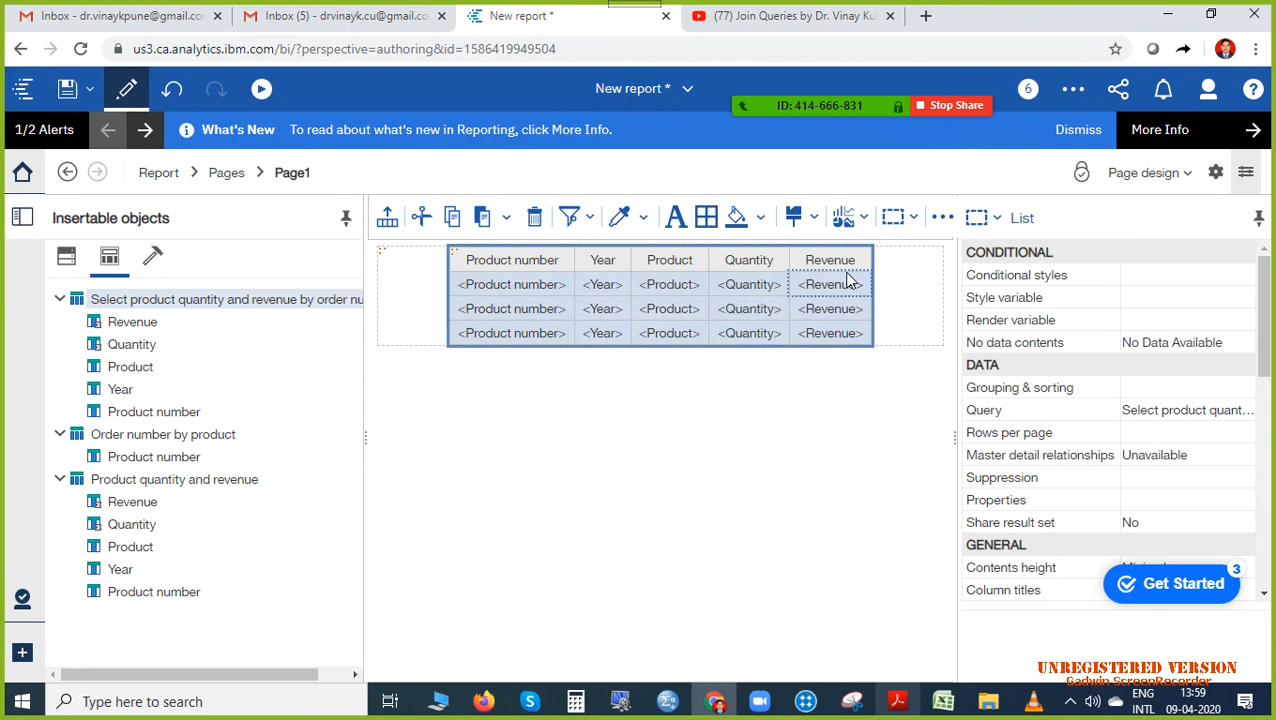 Inbox - dr.vinaykpune@gmail.con
Inbox (5) - drvinayk.cu@gmail.c
New report *
(77) Join Queries by Dr. Vinay Ku
us3.ca.analytics.ibm.com/bi/?perspective=authoring&id=1586419949504
New report *
6
ID: 414-666-831
Stop Share
1/2 Alerts
What's New
To read about what's new in Reporting, click More Info.
Dismiss
More Info
Report
Pages
Page1
Page design
Insertable objects
List
Select product quantity and revenue by order nu
Revenue
Quantity
Product
Year
Product number
Order number by product
Product number
Product quantity and revenue
Revenue
Quantity
Product
Year
Product number
Product number Year Product Quantity Revenue
<Product number> <Year> <Product> <Quantity> <Revenue>
<Product number> <Year> <Product> <Quantity> <Revenue>
<Product number> <Year> <Product> <Quantity> <Revenue>
CONDITIONAL
Conditional styles
Style variable
Render variable
No data contents No Data Available
DATA
Grouping & sorting
Query Select product quant...
Rows per page
Master detail relationships Unavailable
Suppression
Properties
Share result set No
GENERAL
Contents height
Column titles
Get Started
3
UNREGISTERED VERSION
Gadwin ScreenRecorder
Type here to search
ENG
INTL
13:59
09-04-2020